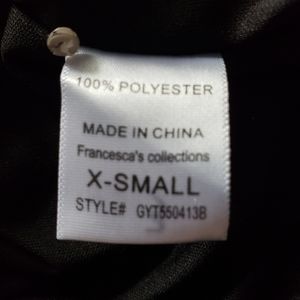 100% POLYESTER
MADE IN CHINA
Francesca's collections
X-SMALL
STYLE# GYT550413B